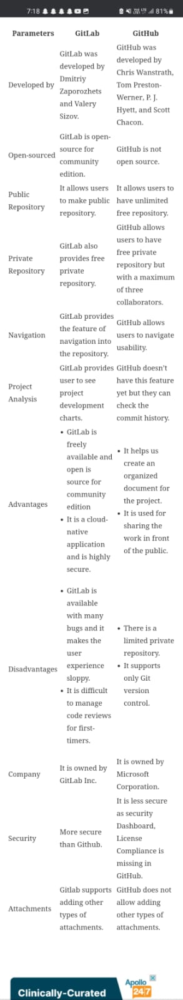 7:18
81%
Parameters GitLab GitHub
Developed by
GitLab was
developed by
Dmitriy
Zaporozhets
and Valery
Sizov.
GitHub was
developed by
Chris Wanstrath,
Tom Preston-
Werner, P. J.
Hyett, and Scott
Chacon.
Open-sourced
GitLab is open-
source for
community
edition.
GitHub is not
open source.
Public
Repository
It allows users
to make public
repository.
It allows users to
have unlimited
free repository.
Private
Repository
GitLab also
provides free
private
repository.
GitHub allows
users to have
free private
repository but
with a maximum
of three
collaborators.
Navigation
GitLab provides
the feature of
navigation into
the repository.
GitHub allows
users to navigate
usability.
Project
Analysis
GitLab provides
user to see
project
development
charts.
GitHub doesn't
have this feature
yet but they can
check the
commit history.
Advantages
• GitLab is
freely
available and
open is
source for
community
edition
• It is a cloud-
native
application
and is highly
secure.
• It helps us
create an
organized
document for
the project.
• It is used for
sharing the
work in front
of the public.
Disadvantages
• GitLab is
available
with many
bugs and it
makes the
user
experience
sloppy.
• It is difficult
to manage
code reviews
for first-
timers.
• There is a
limited private
repository.
• It supports
only Git
version
control.
Company
It is owned by
GitLab Inc.
It is owned by
Microsoft
Corporation.
Security
More secure
than Github.
It is less secure
as security
Dashboard,
License
Compliance is
missing in
GitHub.
Attachments
Gitlab supports
adding other
types of
attachments.
GitHub does not
allow adding
other types of
attachments.
Clinically-Curated
Apollo
24|7